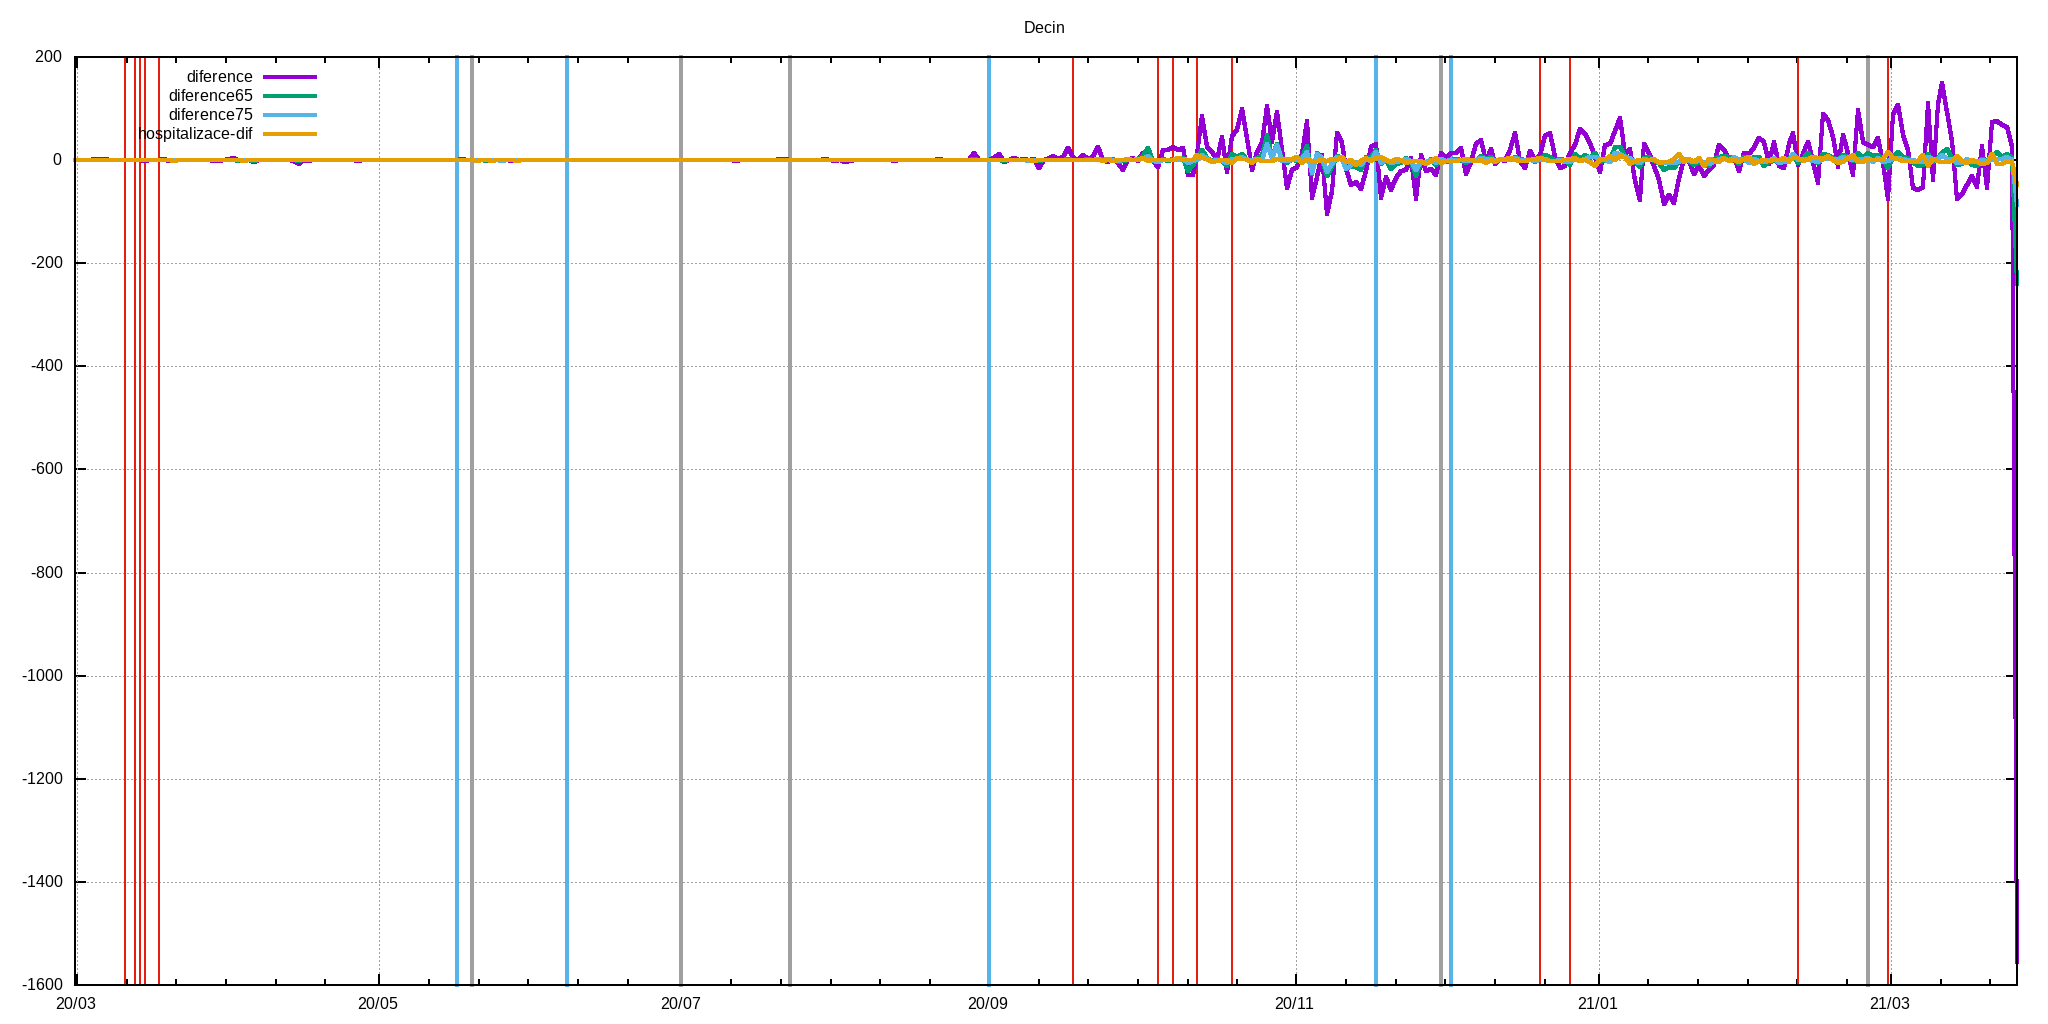 Decin
200
diference
diference65
diference75
hospitalizace-dif
0
-200
-400
-600
-800
-1000
-1200
-1400
-1600
20/03 20/05 20/07 20/09 20/11 21/01 21/03